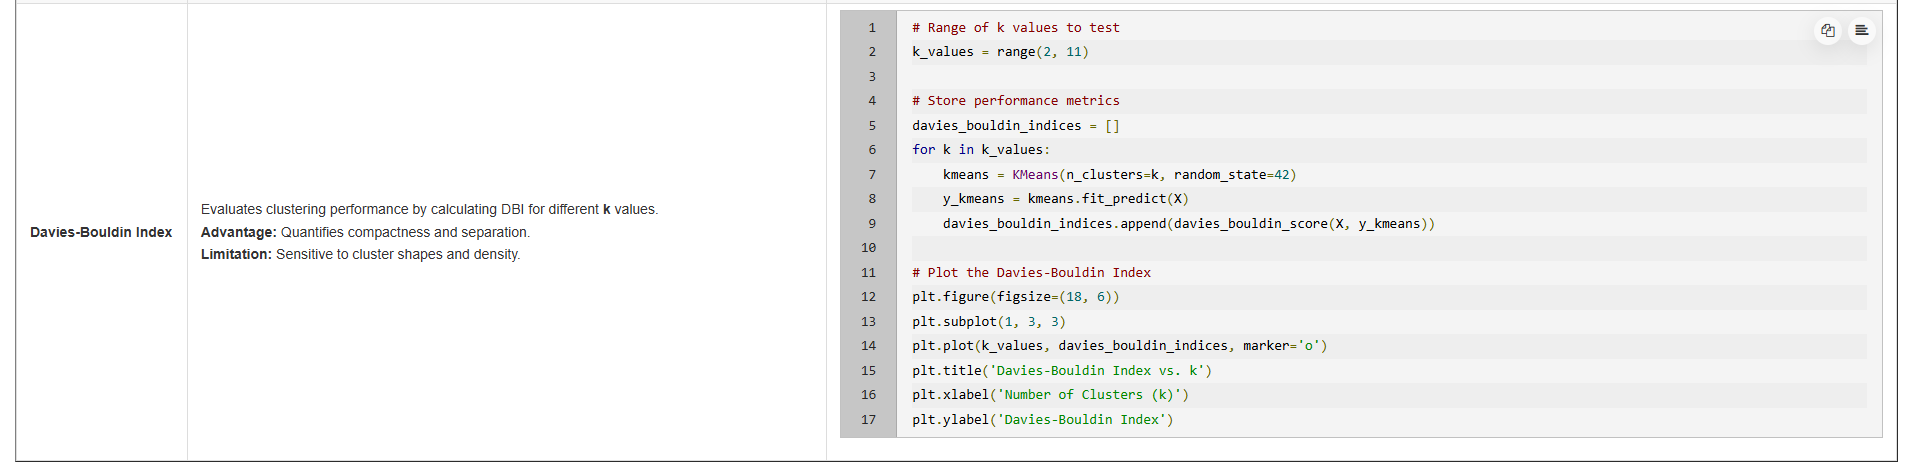 Davies-Bouldin Index
Evaluates clustering performance by calculating DBI for different k values.
Advantage: Quantifies compactness and separation.
Limitation: Sensitive to cluster shapes and density.
1 # Range of k values to test
2 k_values = range(2, 11)
3
4 # Store performance metrics
5 davies_bouldin_indices = []
6 for k in k_values:
7     kmeans = KMeans(n_clusters=k, random_state=42)
8     y_kmeans = kmeans.fit_predict(X)
9     davies_bouldin_indices.append(davies_bouldin_score(X, y_kmeans))
10
11 # Plot the Davies-Bouldin Index
12 plt.figure(figsize=(18, 6))
13 plt.subplot(1, 3, 3)
14 plt.plot(k_values, davies_bouldin_indices, marker='o')
15 plt.title('Davies-Bouldin Index vs. k')
16 plt.xlabel('Number of Clusters (k)')
17 plt.ylabel('Davies-Bouldin Index')